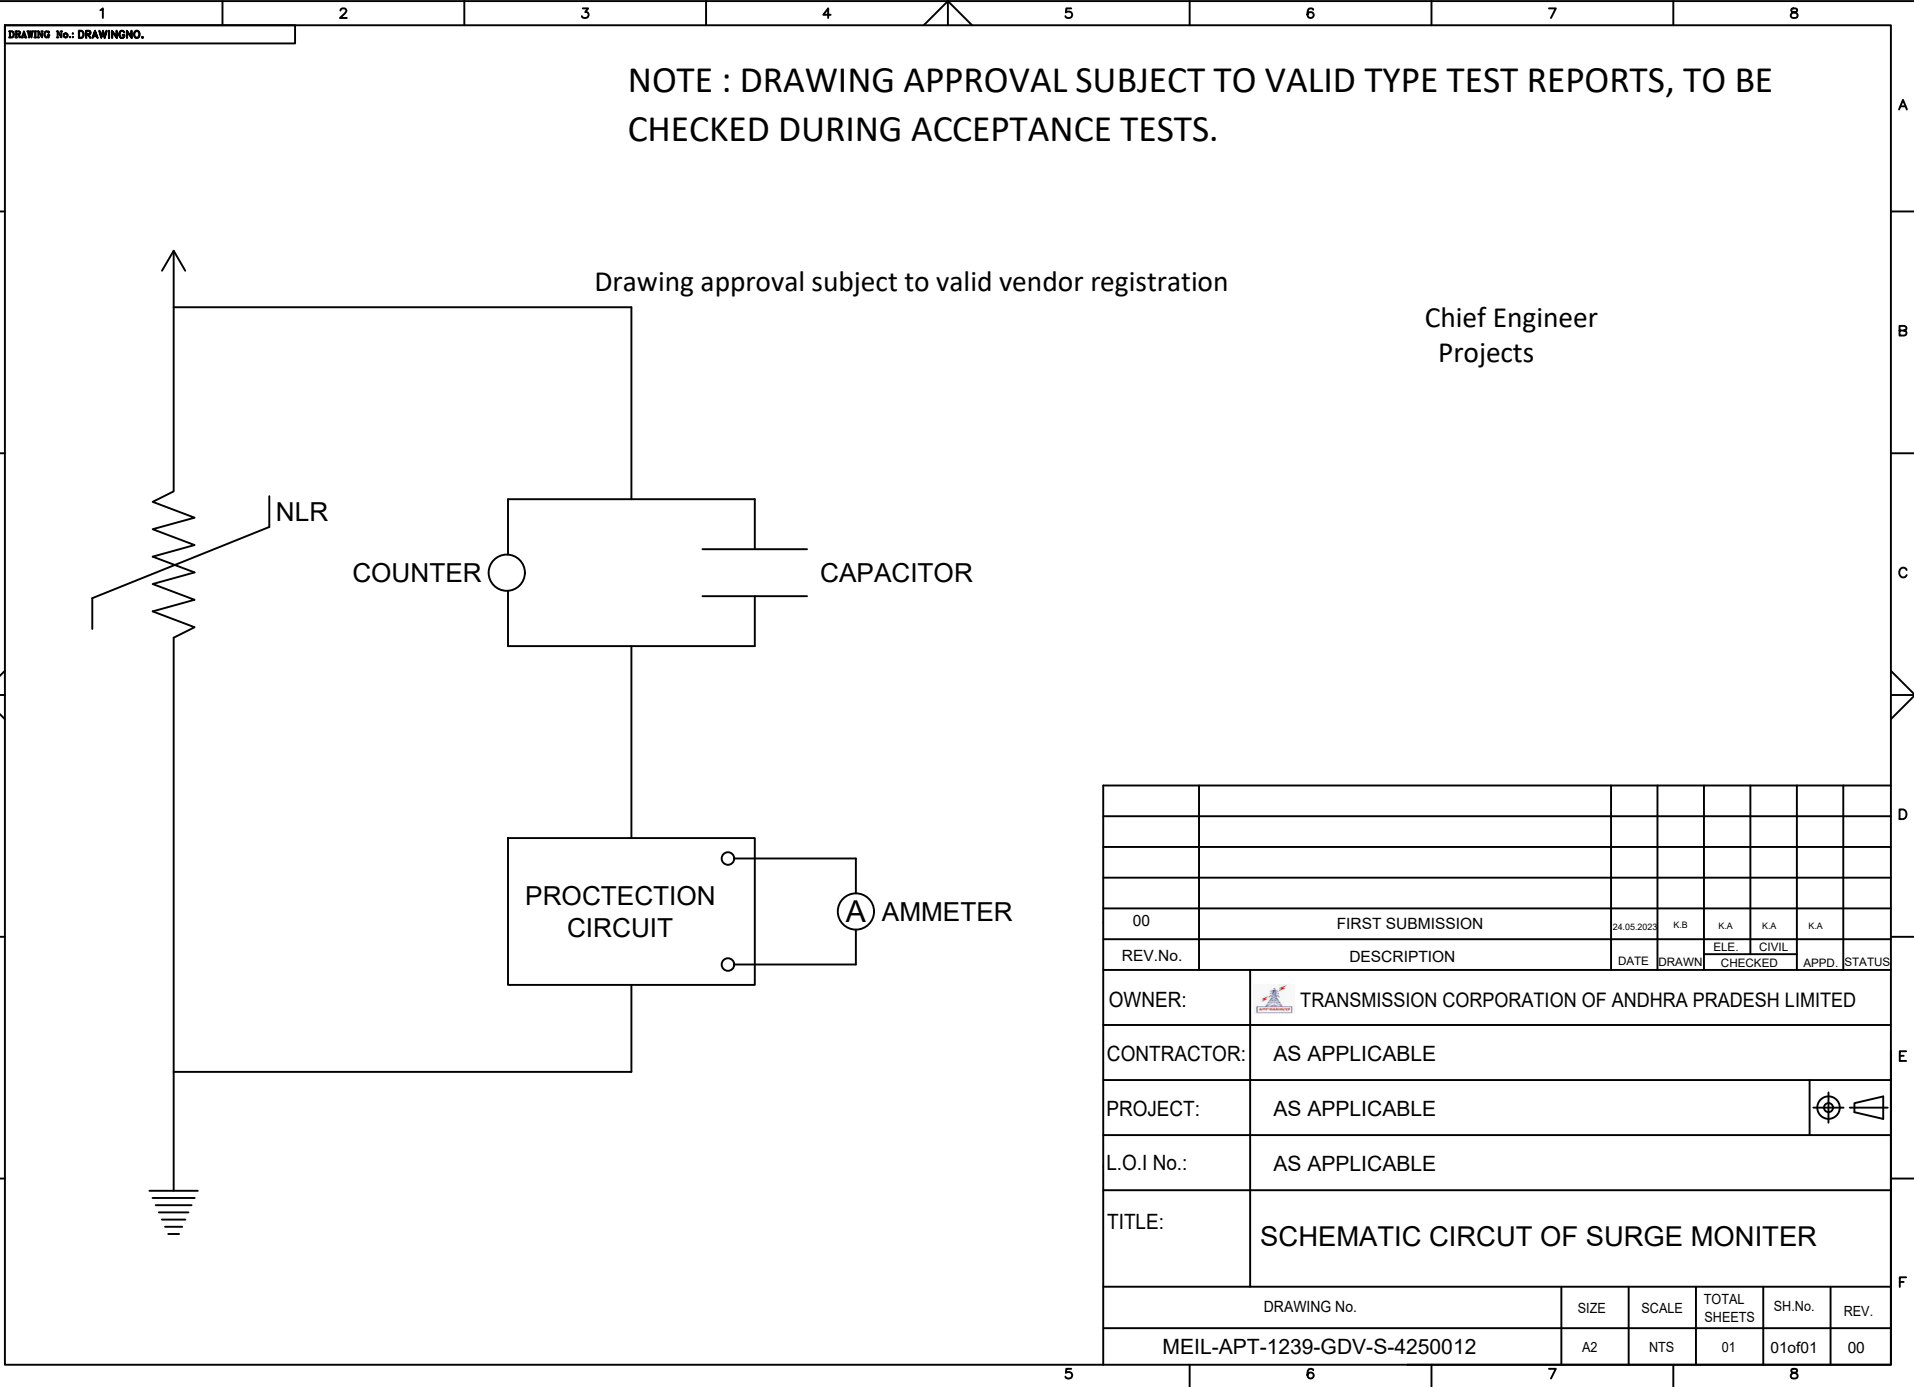 1 2 3 4 5 6 7 8
DRAWING No.: DRAWINGNO.
NOTE : DRAWING APPROVAL SUBJECT TO VALID TYPE TEST REPORTS, TO BE
CHECKED DURING ACCEPTANCE TESTS.
A
Drawing approval subject to valid vendor registration
Chief Engineer
Projects
B
NLR
COUNTER
CAPACITOR
C
D
PROCTECTION
CIRCUIT
A
AMMETER
00 FIRST SUBMISSION 24.05.2023 K.B K.A K.A K.A
REV.No. DESCRIPTION DATE DRAWN ELE. CIVIL CHECKED APPD. STATUS
OWNER: TRANSMISSION CORPORATION OF ANDHRA PRADESH LIMITED
CONTRACTOR: AS APPLICABLE
E
PROJECT: AS APPLICABLE
L.O.I No.: AS APPLICABLE
TITLE: SCHEMATIC CIRCUT OF SURGE MONITER
F
DRAWING No. SIZE SCALE TOTAL SHEETS SH.No. REV.
MEIL-APT-1239-GDV-S-4250012 A2 NTS 01 01of01 00
5 6 7 8